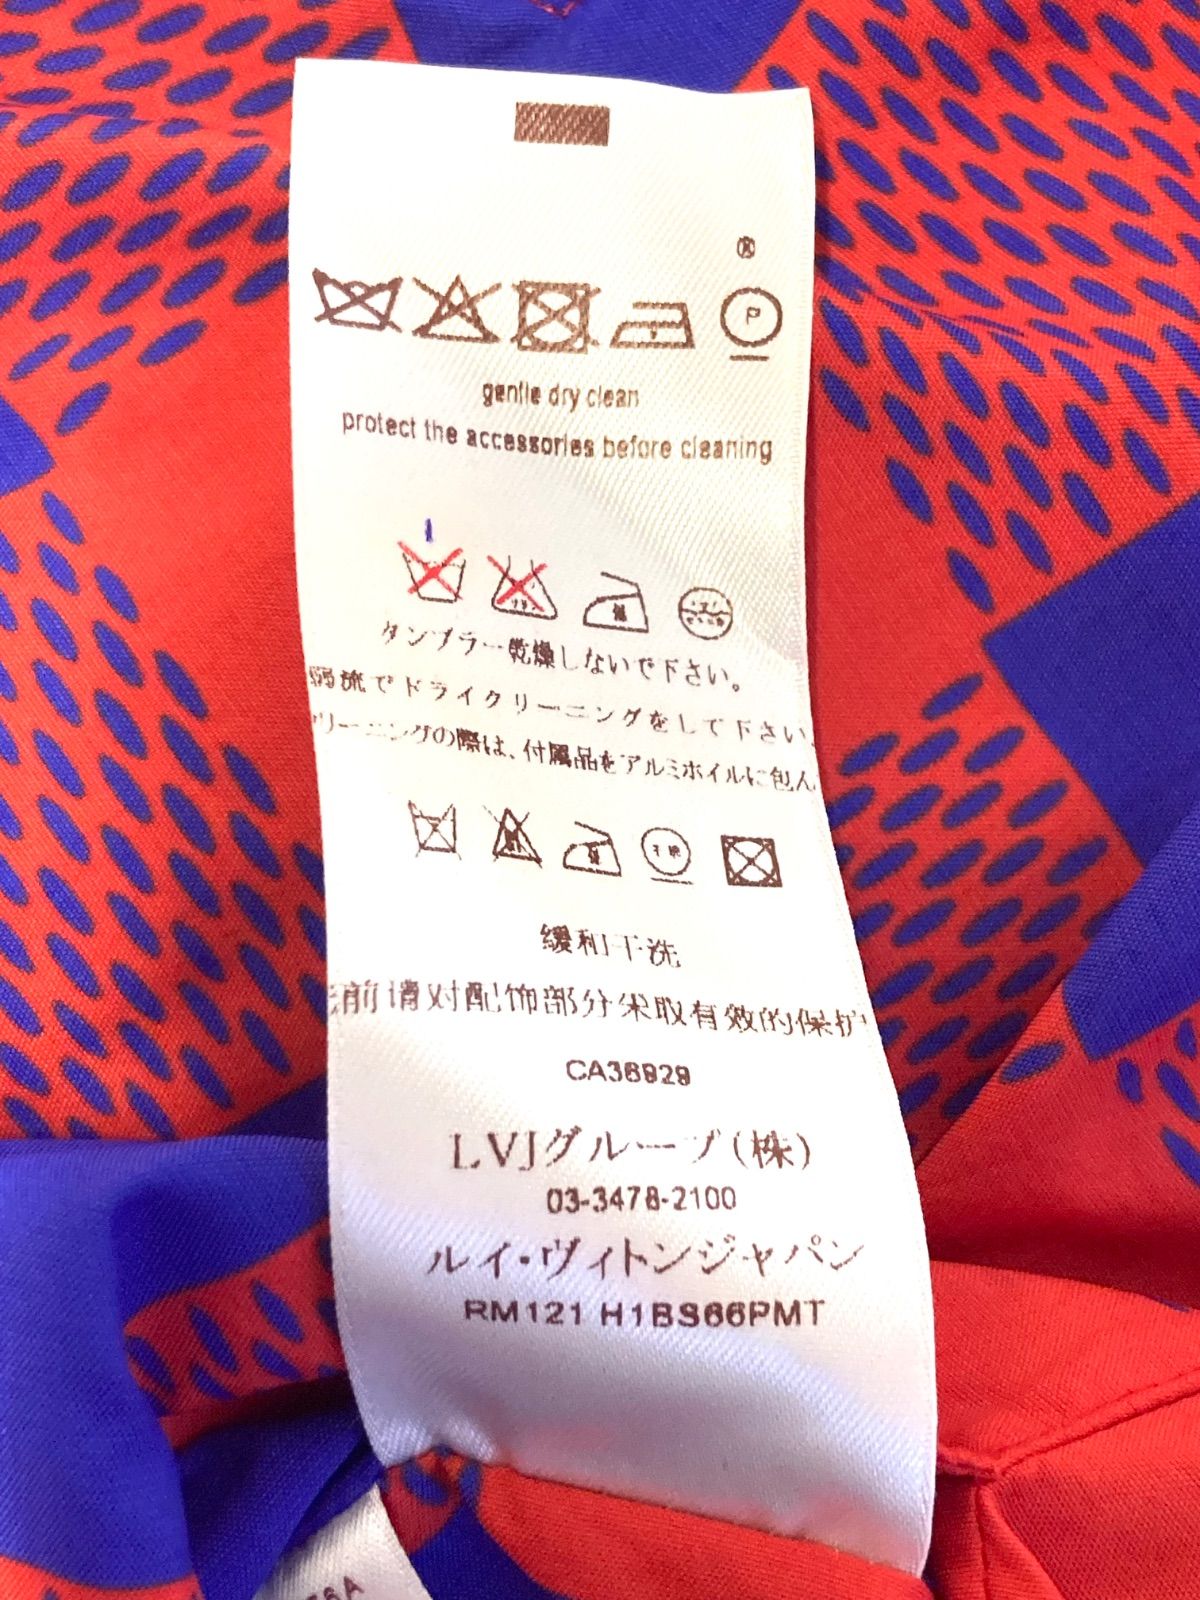 ®
P
gentle dry clean
protect the accessories before cleaning
タンブラー乾燥しないで下さい。
弱流でドライクリーニングをして下さい、
リーニングの際は、付属品をアルミホイルに包ん
緩和干洗
前请对配饰部分采取有效的保护
CA36929
LVJグループ(株)
03-3478-2100
ルイ・ヴィトンジャパン
RM121 H1BS66PMT